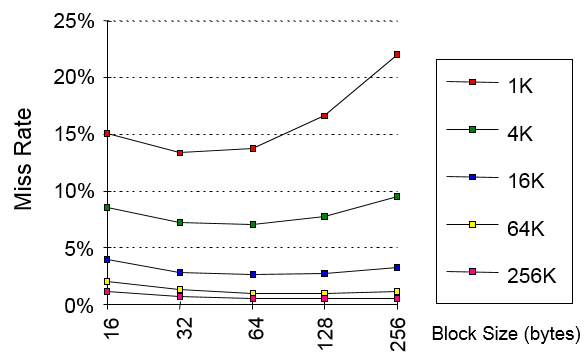 25%
20%
15%
10%
5%
0%
Miss Rate
16
32
64
128
256
Block Size (bytes)
1K
4K
16K
64K
256K